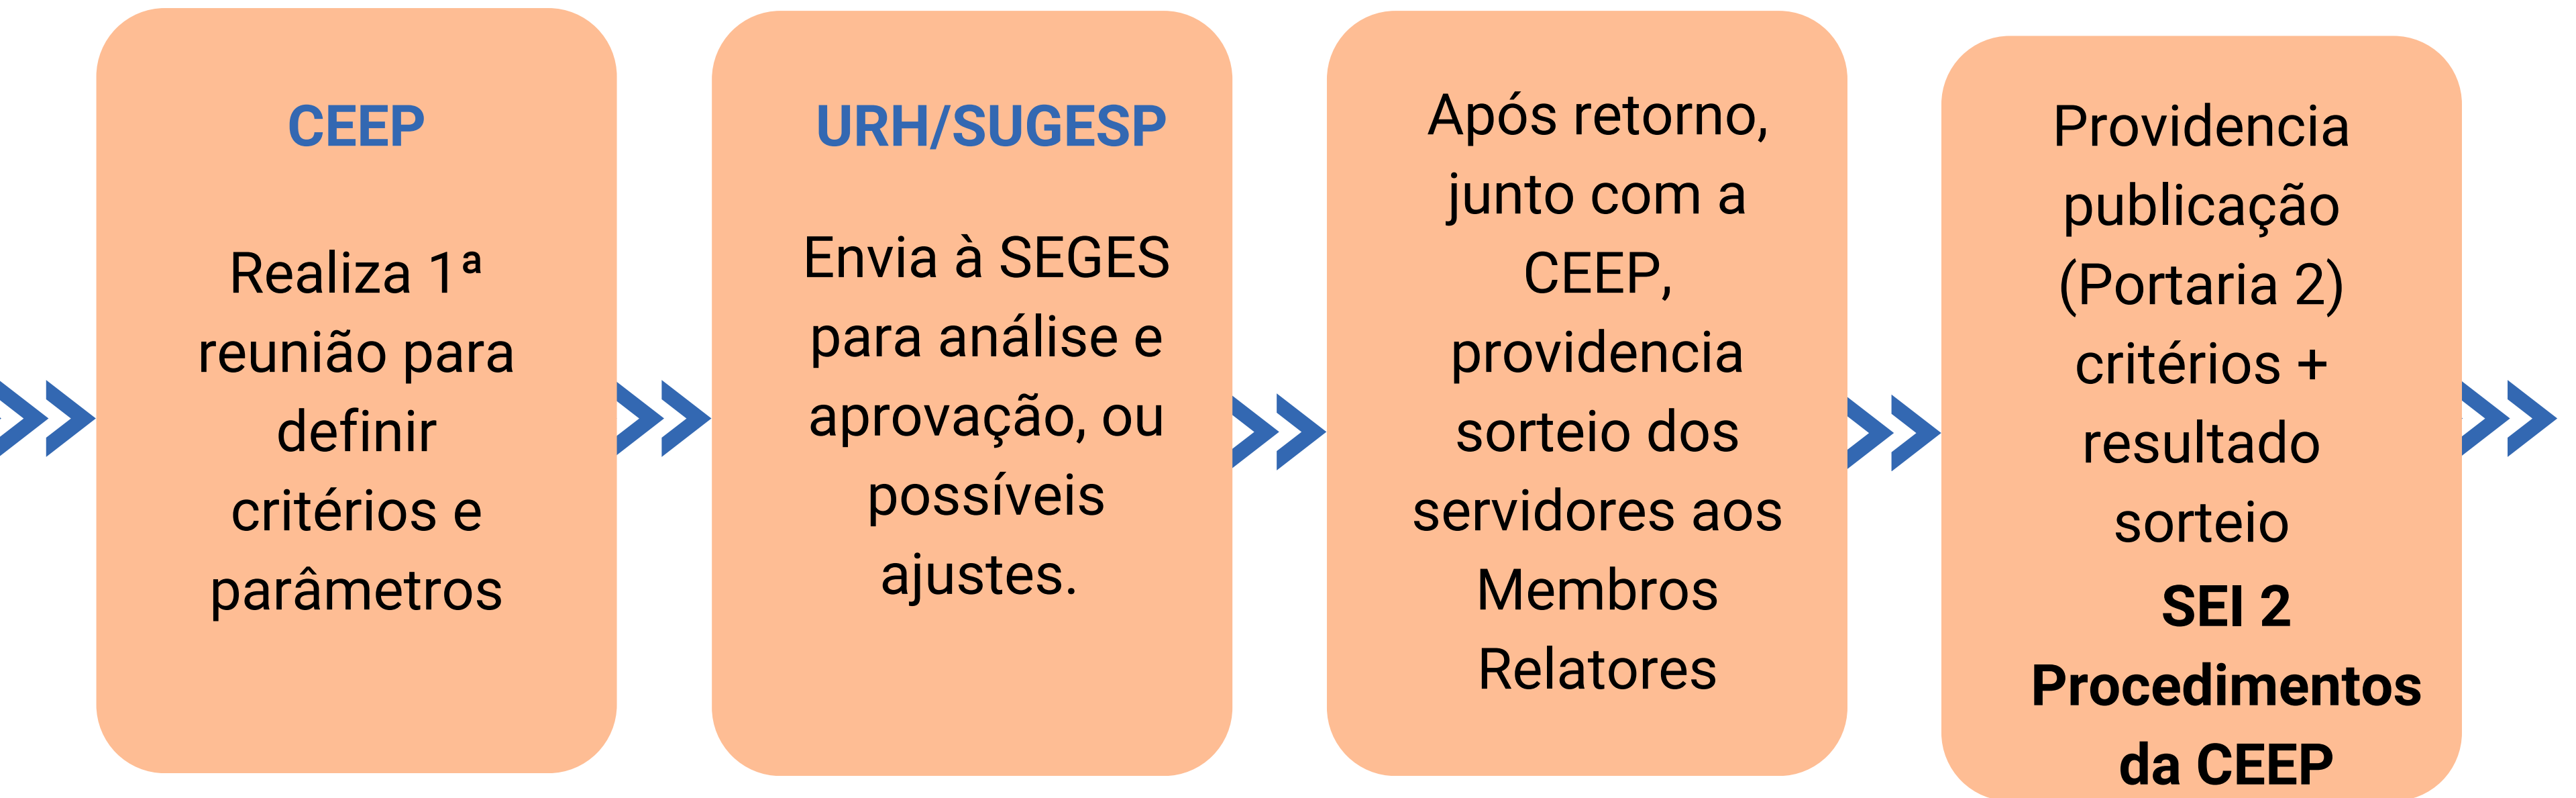 CEEP
Realiza 1ª
reunião para
definir
critérios e
parâmetros
URH/SUGESP
Envia à SEGES
para análise e
aprovação, ou
possíveis
ajustes.
Após retorno,
junto com a
CEEP,
providencia
sorteio dos
servidores aos
Membros
Relatores
Providencia
publicação
(Portaria 2)
critérios +
resultado
sorteio
SEI 2
Procedimentos
da CEEP